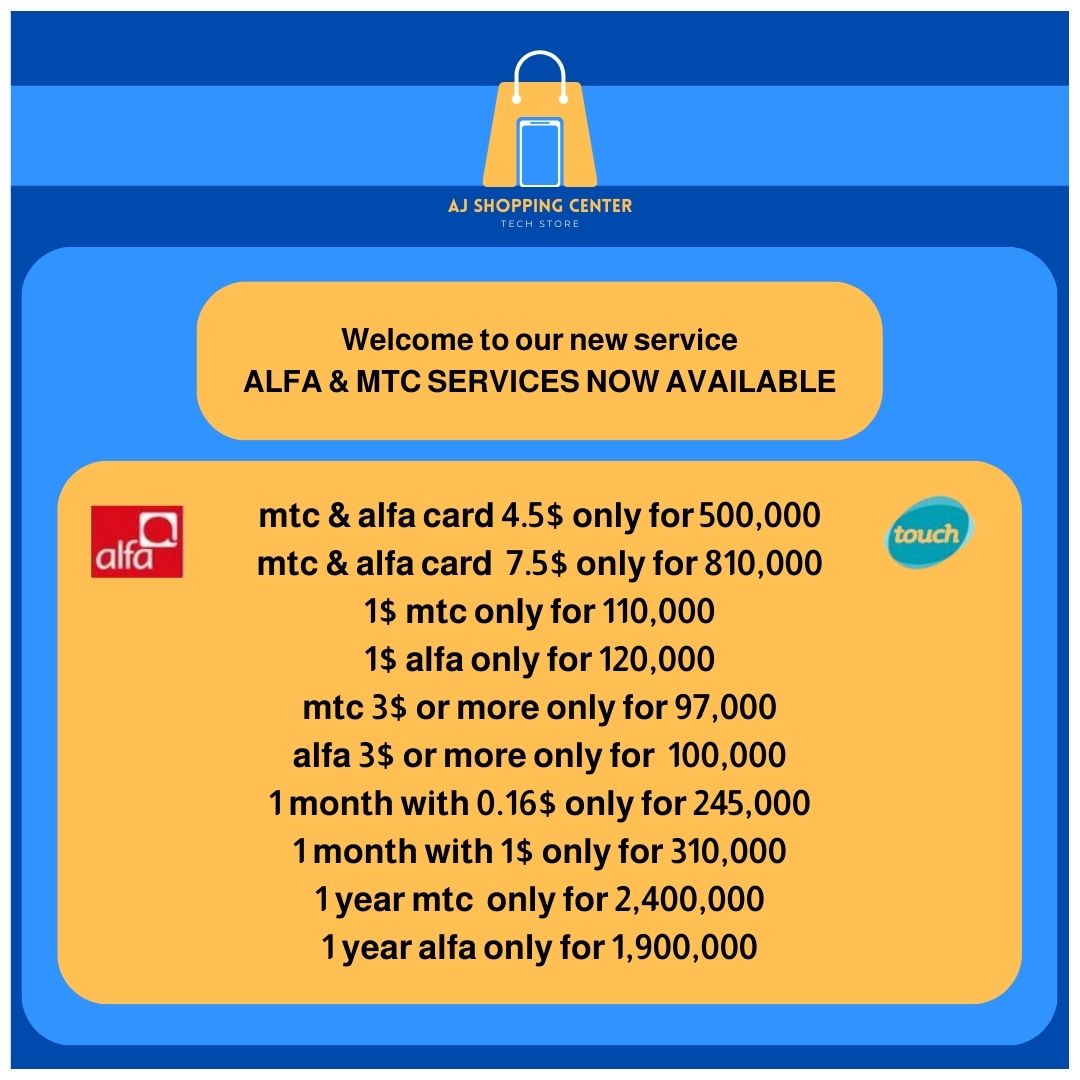 AJ SHOPPING CENTER
TECH STORE
Welcome to our new service
ALFA & MTC SERVICES NOW AVAILABLE
alfa
touch
mtc & alfa card 4.5$ only for 500,000
mtc & alfa card 7.5$ only for 810,000
1$ mtc only for 110,000
1$ alfa only for 120,000
mtc 3$ or more only for 97,000
alfa 3$ or more only for 100,000
1 month with 0.16$ only for 245,000
1 month with 1$ only for 310,000
1 year mtc only for 2,400,000
1 year alfa only for 1,900,000